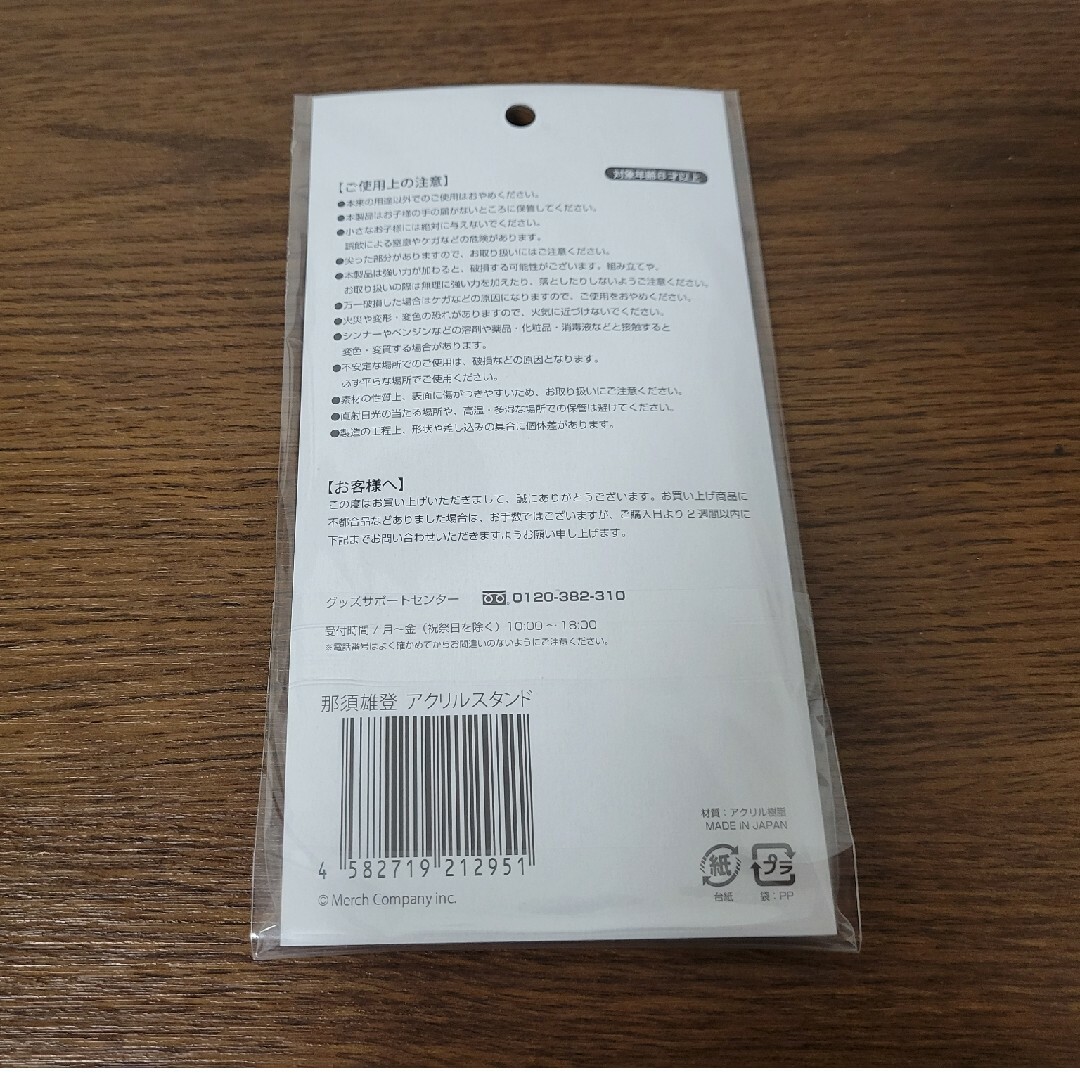 対象年齢6才以上
【ご使用上の注意】
●本来の用途以外でのご使用はおやめください。
●本製品はお子様の手の届かないところに保管してください。
●小さなお子様には絶対に与えないでください。
誤飲による窒息やケガなどの危険があります。
●尖った部分がありますので、お取り扱いにはご注意ください。
●本製品は強い力が加わると、破損する可能性がございます。組み立てや、
お取り扱いの際は無理に強い力を加えたり、落としたりしないようご注意ください。
●万一破損した場合はケガなどの原因になりますので、ご使用をおやめください。
●火災や変形・変色の恐れがありますので、火気に近づけないでください。
●シンナーやベンジンなどの溶剤や薬品・化粧品・消毒液などと接触すると
変色・変質する場合があります。
●不安定な場所でのご使用は、破損などの原因となります。
必ず平らな場所でご使用ください。
●素材の性質上、表面に傷がつきやすいため、お取り扱いにご注意ください。
●直射日光の当たる場所や、高温・多湿な場所での保管は避けてください。
●製造の工程上、形状や差し込みの具合に個体差があります。
【お客様へ】
この度はお買い上げいただきまして、誠にありがとうございます。お買い上げ商品に
不都合品などありました場合は、お手数ではございますが、ご購入日より2週間以内に
下記までお問い合わせいただきますようお願い申し上げます。
グッズサポートセンター 0120-382-310
受付時間 / 月〜金(祝祭日を除く)10:00〜18:00
※電話番号はよく確かめてからお間違いのないようにご注意ください。
那須雄登 アクリルスタンド
4 582719 212951
© Merch Company inc.
材質:アクリル樹脂
MADE IN JAPAN
紙 プラ
台紙 袋:PP